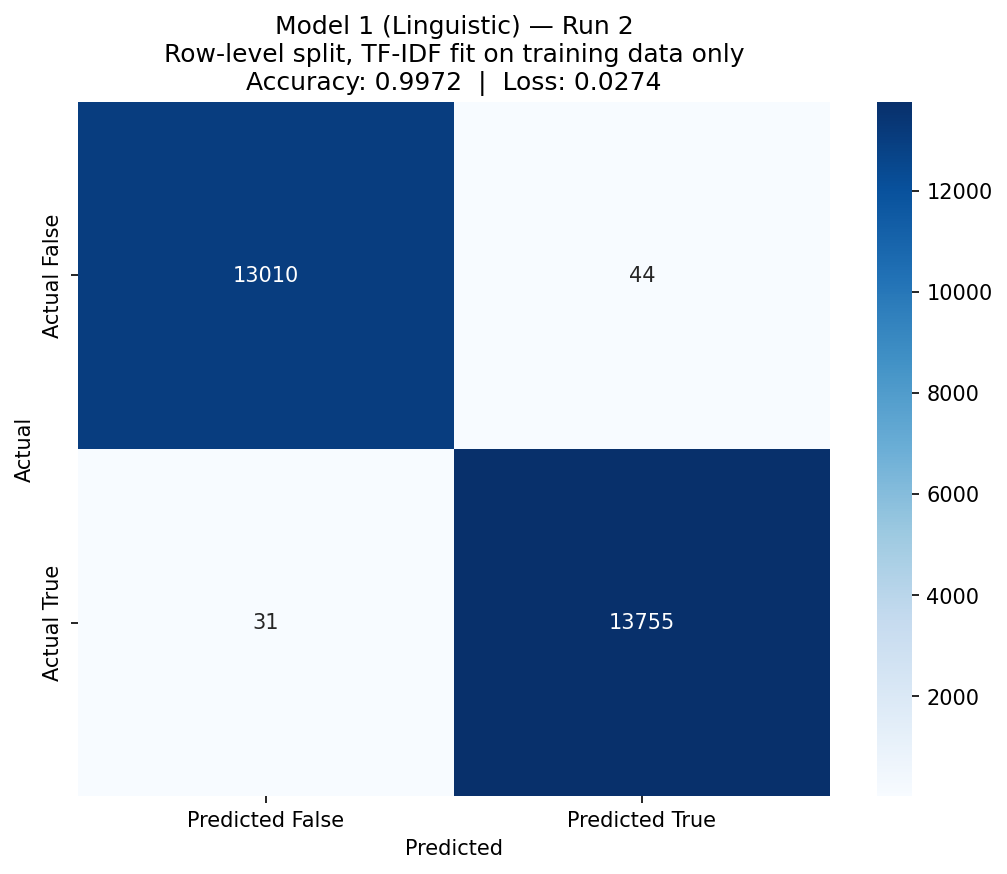 Model 1 (Linguistic) — Run 2
Row-level split, TF-IDF fit on training data only
Accuracy: 0.9972  |  Loss: 0.0274
Actual
Actual False
13010
44
Actual True
31
13755
Predicted False
Predicted True
Predicted
12000
10000
8000
6000
4000
2000